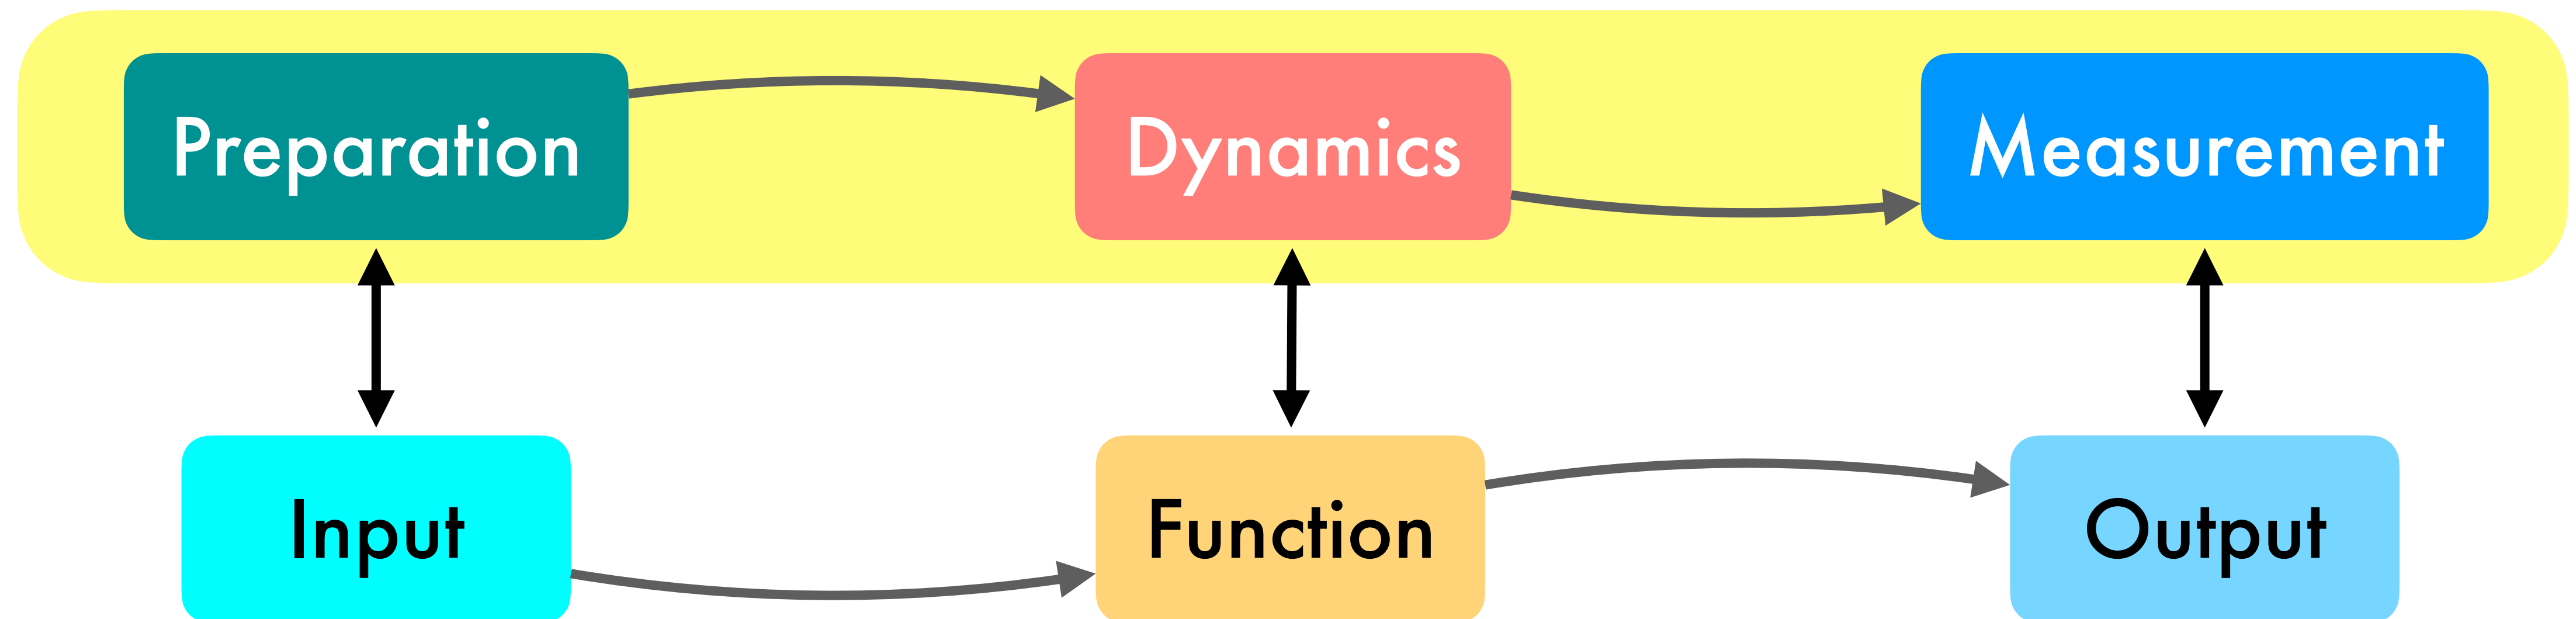 Preparation
Dynamics
Measurement
Input
Function
Output